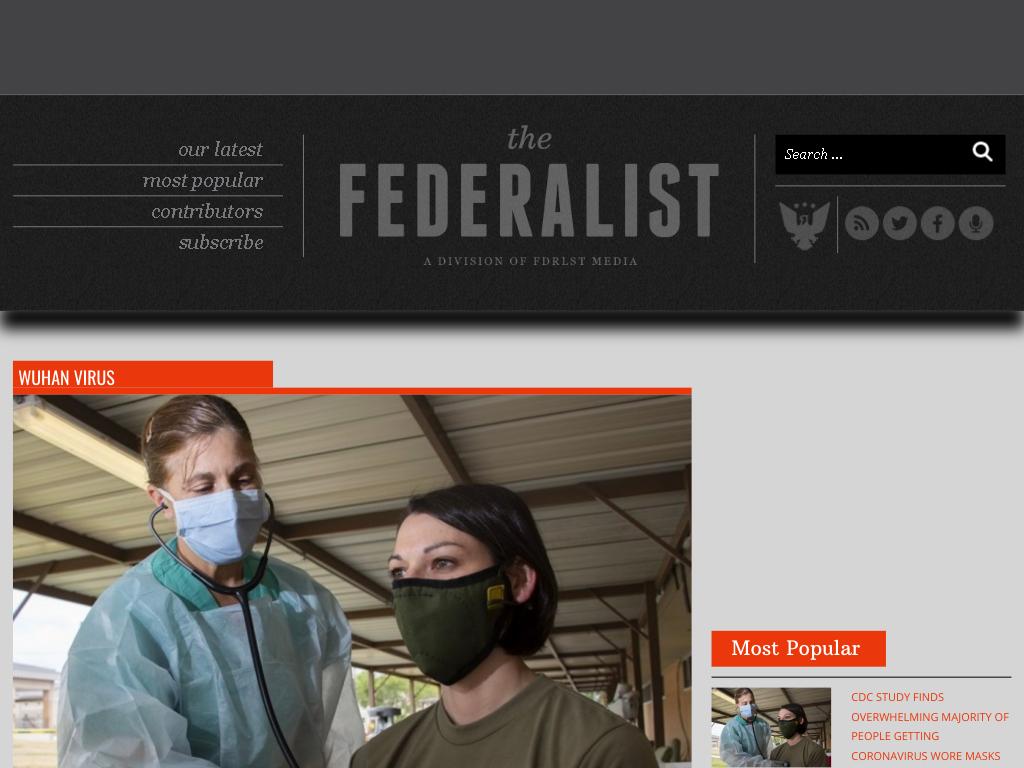 our latest
most popular
contributors
subscribe
the
FEDERALIST
A DIVISION OF FDRLST MEDIA
Search ...
WUHAN VIRUS
Most Popular
CDC STUDY FINDS
OVERWHELMING MAJORITY OF
PEOPLE GETTING
CORONAVIRUS WORE MASKS